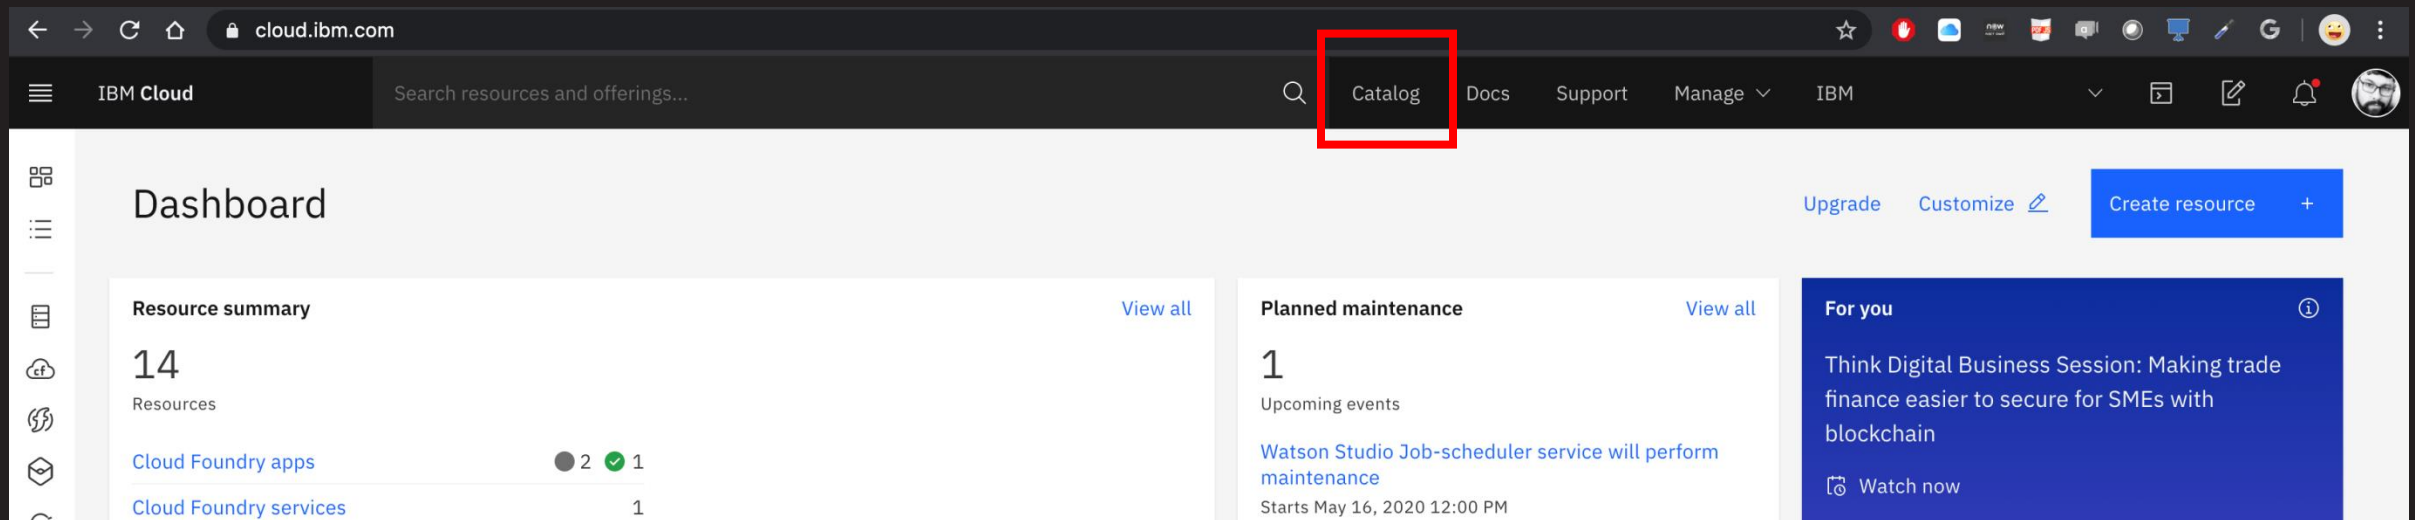 cloud.ibm.com
IBM Cloud
Search resources and offerings...
Catalog
Docs
Support
Manage
IBM
Dashboard
Upgrade
Customize
Create resource +
Resource summary
View all
14
Resources
Cloud Foundry apps
2
1
Cloud Foundry services
1
Planned maintenance
View all
1
Upcoming events
Watson Studio Job-scheduler service will perform
maintenance
Starts May 16, 2020 12:00 PM
For you
Think Digital Business Session: Making trade
finance easier to secure for SMEs with
blockchain
Watch now